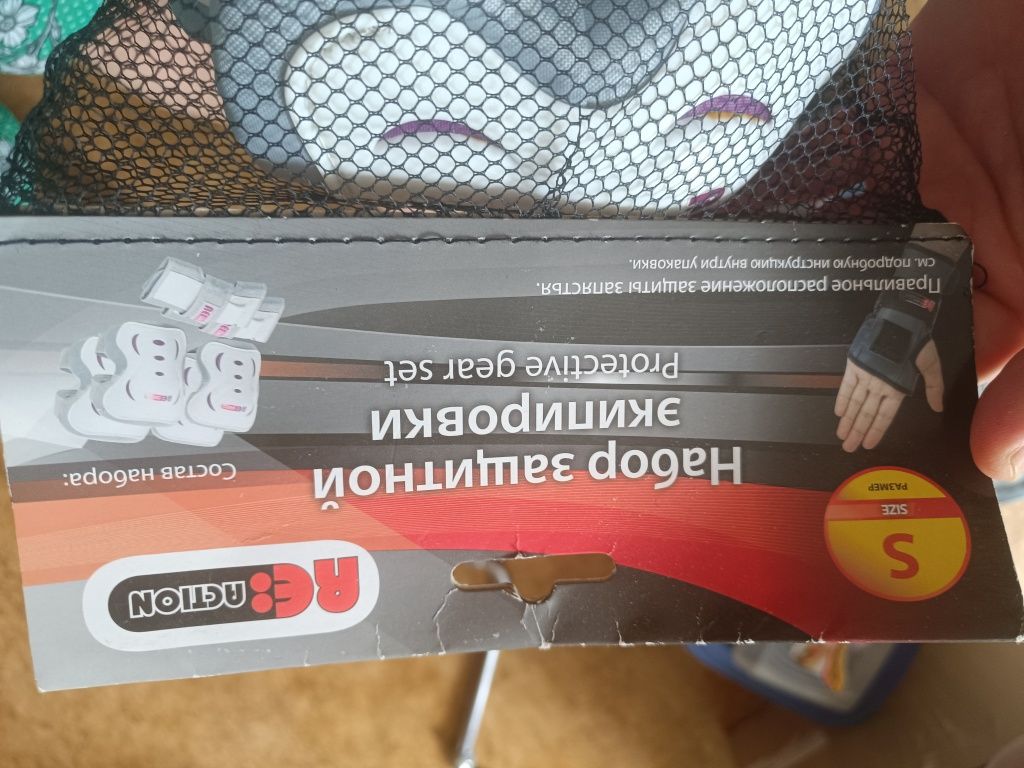 RE:ACTION
S
SIZE
РАЗМЕР
Состав набора:
Набор защитной
экипировки
Protective gear set
Правильное расположение защиты запястья.
См. подробную инструкцию внутри упаковки.